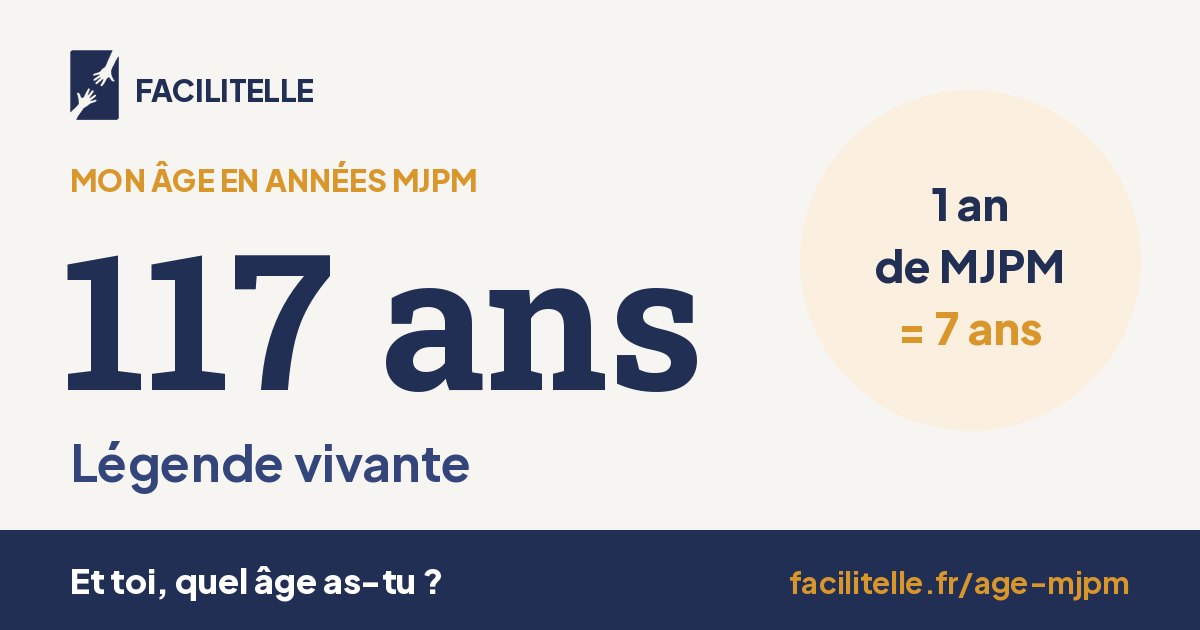 FACILITELLE
MON ÂGE EN ANNÉES MJPM
117 ans
Légende vivante
1 an
de MJPM
= 7 ans
Et toi, quel âge as-tu ?
facilitelle.fr/age-mjpm